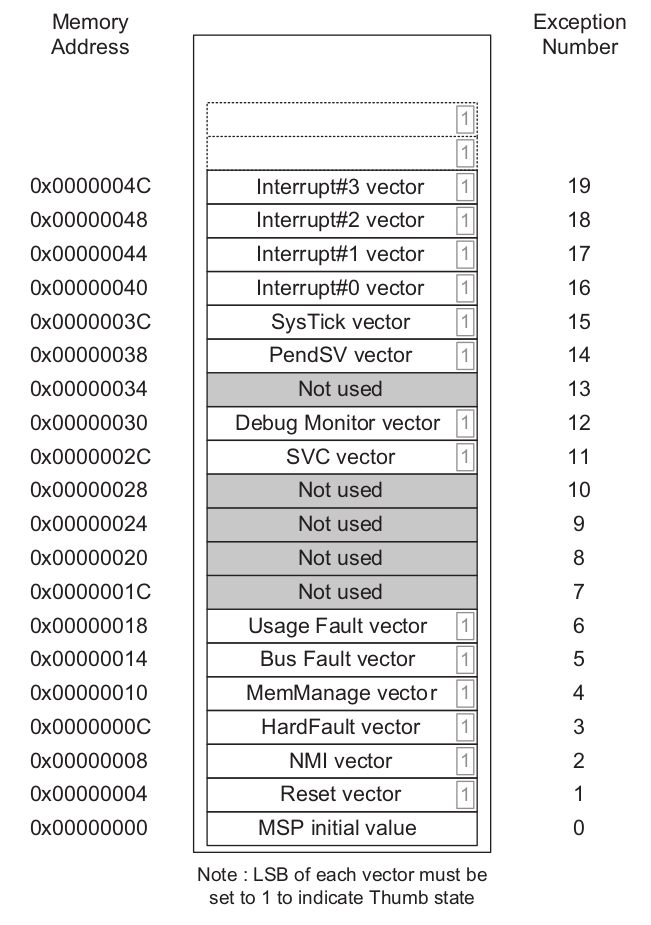 Memory Address
Exception Number
1
1
0x0000004C Interrupt#3 vector 1 19
0x00000048 Interrupt#2 vector 1 18
0x00000044 Interrupt#1 vector 1 17
0x00000040 Interrupt#0 vector 1 16
0x0000003C SysTick vector 1 15
0x00000038 PendSV vector 1 14
0x00000034 Not used 13
0x00000030 Debug Monitor vector 1 12
0x0000002C SVC vector 1 11
0x00000028 Not used 10
0x00000024 Not used 9
0x00000020 Not used 8
0x0000001C Not used 7
0x00000018 Usage Fault vector 1 6
0x00000014 Bus Fault vector 1 5
0x00000010 MemManage vector 1 4
0x0000000C HardFault vector 1 3
0x00000008 NMI vector 1 2
0x00000004 Reset vector 1 1
0x00000000 MSP initial value 0
Note : LSB of each vector must be
set to 1 to indicate Thumb state